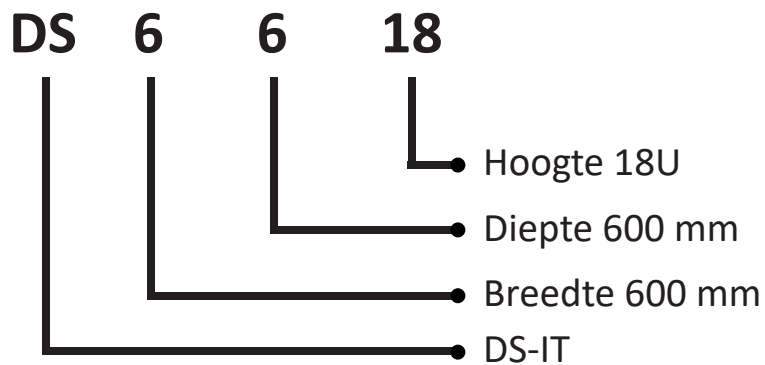 DS 6 6 18
Hoogte 18U
Diepte 600 mm
Breedte 600 mm
DS-IT